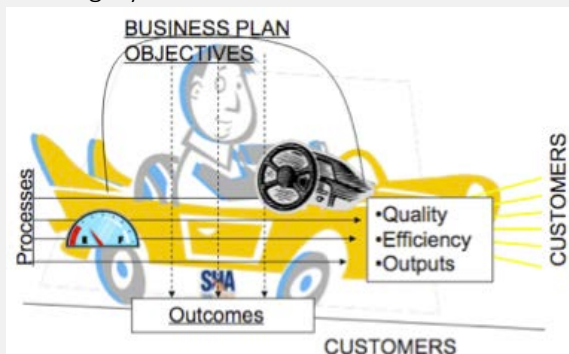 BUSINESS PLAN
OBJECTIVES
CUSTOMERS
Processes
•Quality
•Efficiency
•Outputs
E
F
SHA
Outcomes
CUSTOMERS